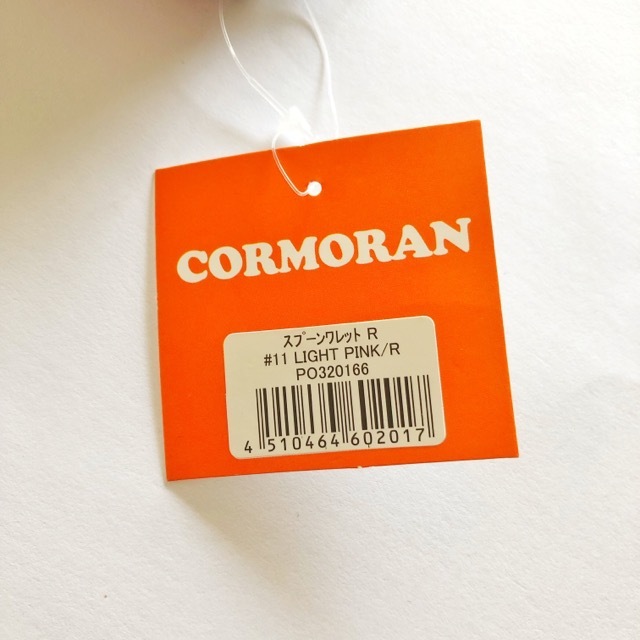 CORMORAN
ｽﾌﾟｰﾝﾜﾚｯﾄ R
#11 LIGHT PINK/R
PO320166
4 510464 602017